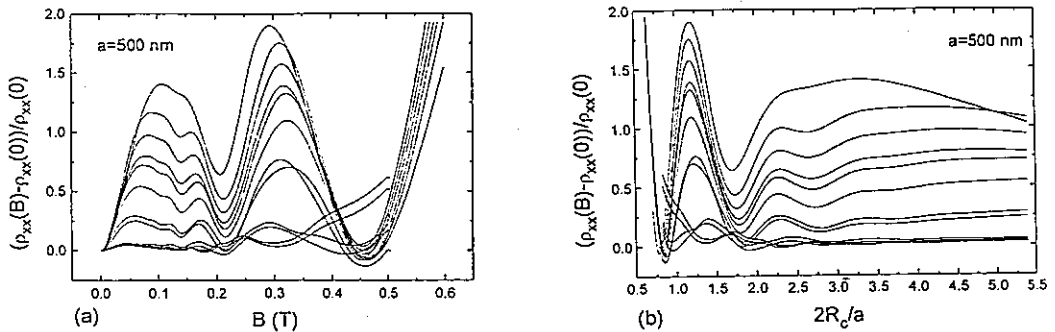 (ρxx(B)-ρxx(0))/ρxx(0)
2.0
1.5
1.0
0.5
0.0
a=500 nm
0.0 0.1 0.2 0.3 0.4 0.5 0.6
(a)
B (T)
(ρxx(B)-ρxx(0))/ρxx(0)
2.0
1.5
1.0
0.5
0.0
a=500 nm
0.5 1.0 1.5 2.0 2.5 3.0 3.5 4.0 4.5 5.0 5.5
(b)
2Rc/a